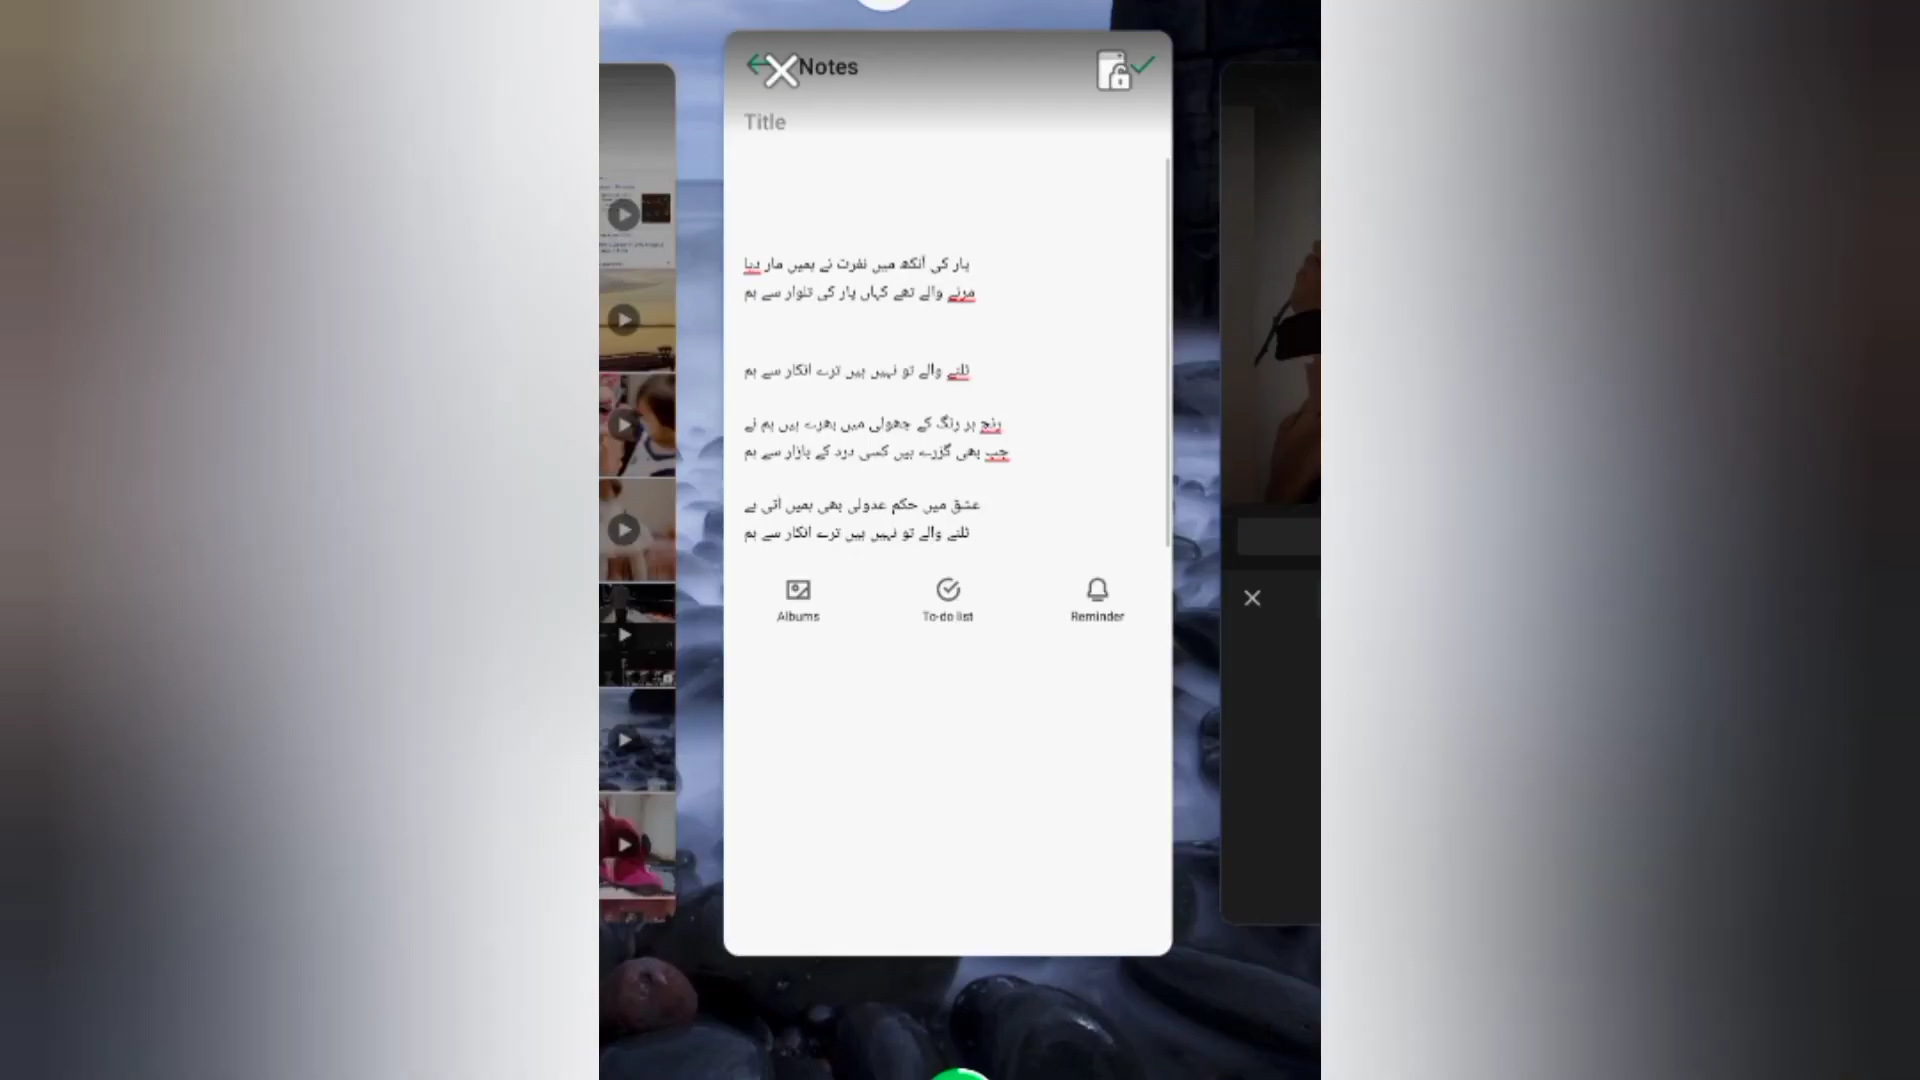 Notes
Title
یار کی آنکھ میں نفرت نے ہمیں مار دیا
مرنے والے تھے کہاں یار کی تلوار سے ہم
ٹلنے والے تو نہیں ہیں ترے انکار سے ہم
رنج ہر رنگ کے جھولی میں بھرے ہیں ہم نے
جب بھی گزرے ہیں کسی درد کے بازار سے ہم
عشق میں حکم عدولی بھی ہمیں آتی ہے
ٹلنے والے تو نہیں ہیں ترے انکار سے ہم
Albums
To-do list
Reminder